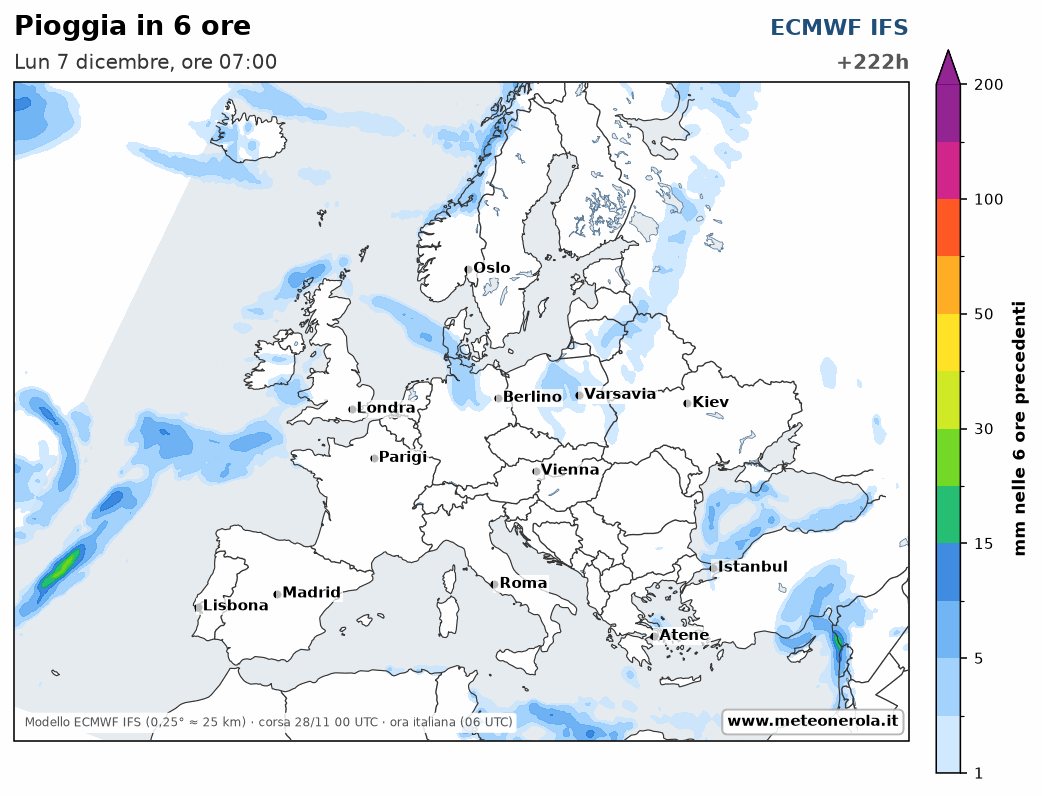 Pioggia in 6 ore
ECMWF IFS
Lun 7 dicembre, ore 07:00
+222h
200
100
50
30
15
5
1
mm nelle 6 ore precedenti
Oslo
Berlino
Varsavia
Kiev
Londra
Parigi
Vienna
Istanbul
Roma
Madrid
Lisbona
Atene
Modello ECMWF IFS (0,25° ≈ 25 km) · corsa 28/11 00 UTC · ora italiana (06 UTC)
www.meteonerola.it